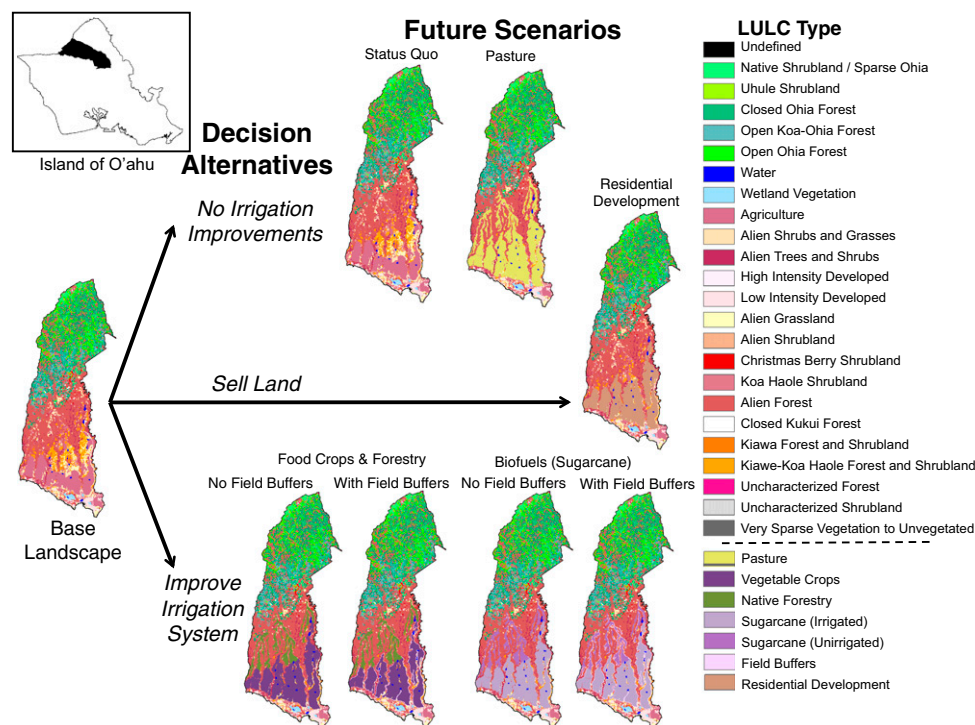 Future Scenarios
Status Quo
Pasture
Island of O'ahu
Decision
Alternatives
No Irrigation
Improvements
Residential
Development
Sell Land
Base
Landscape
Improve
Irrigation
System
Food Crops & Forestry
No Field Buffers
With Field Buffers
Biofuels (Sugarcane)
No Field Buffers
With Field Buffers
LULC Type
Undefined
Native Shrubland / Sparse Ohia
Uhule Shrubland
Closed Ohia Forest
Open Koa-Ohia Forest
Open Ohia Forest
Water
Wetland Vegetation
Agriculture
Alien Shrubs and Grasses
Alien Trees and Shrubs
High Intensity Developed
Low Intensity Developed
Alien Grassland
Alien Shrubland
Christmas Berry Shrubland
Koa Haole Shrubland
Alien Forest
Closed Kukui Forest
Kiawa Forest and Shrubland
Kiawe-Koa Haole Forest and Shrubland
Uncharacterized Forest
Uncharacterized Shrubland
Very Sparse Vegetation to Unvegetated
Pasture
Vegetable Crops
Native Forestry
Sugarcane (Irrigated)
Sugarcane (Unirrigated)
Field Buffers
Residential Development